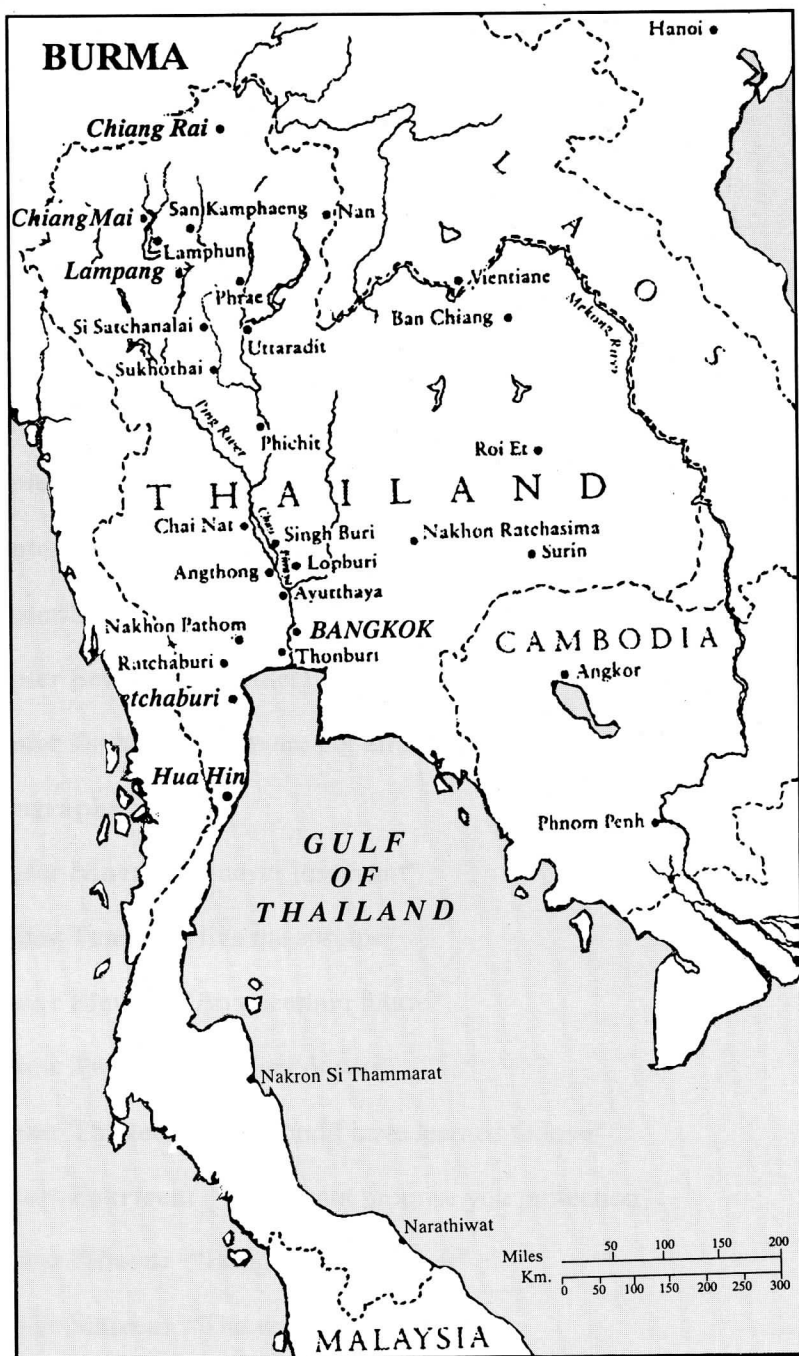 BURMA
Hanoi
Chiang Rai
L A O S
Chiang Mai
San Kamphaeng
Nan
Lamphun
Lampang
Vientiane
Phrae
Mekong River
Si Satchanalai
Ban Chiang
Uttaradit
Sukhothai
Ping River
Phichit
Roi Et
THAILAND
Chai Nat
Singh Buri
Nakhon Ratchasima
Surin
Lopburi
Angthong
Ayutthaya
Nakhon Pathom
BANGKOK
CAMBODIA
Thonburi
Ratchaburi
Angkor
etchaburi
Hua Hin
Phnom Penh
GULF
OF
THAILAND
Nakron Si Thammarat
Narathiwat
Miles 50 100 150 200
Km. 0 50 100 150 200 250 300
MALAYSIA